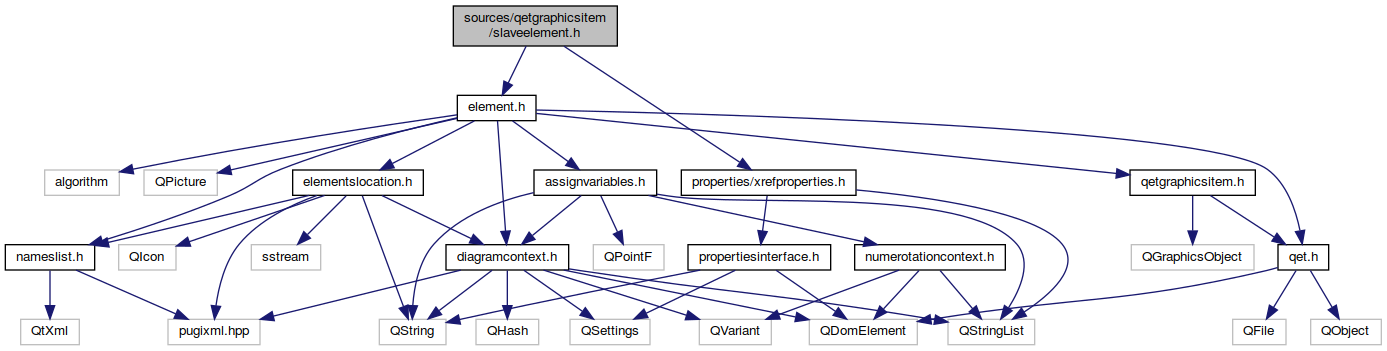 sources/qetgraphicsitem
/slaveelement.h
element.h
algorithm
QPicture
elementslocation.h
assignvariables.h
properties/xrefproperties.h
qetgraphicsitem.h
nameslist.h
QIcon
sstream
diagramcontext.h
QPointF
propertiesinterface.h
numerotationcontext.h
QGraphicsObject
qet.h
QtXml
pugixml.hpp
QString
QHash
QSettings
QVariant
QDomElement
QStringList
QFile
QObject